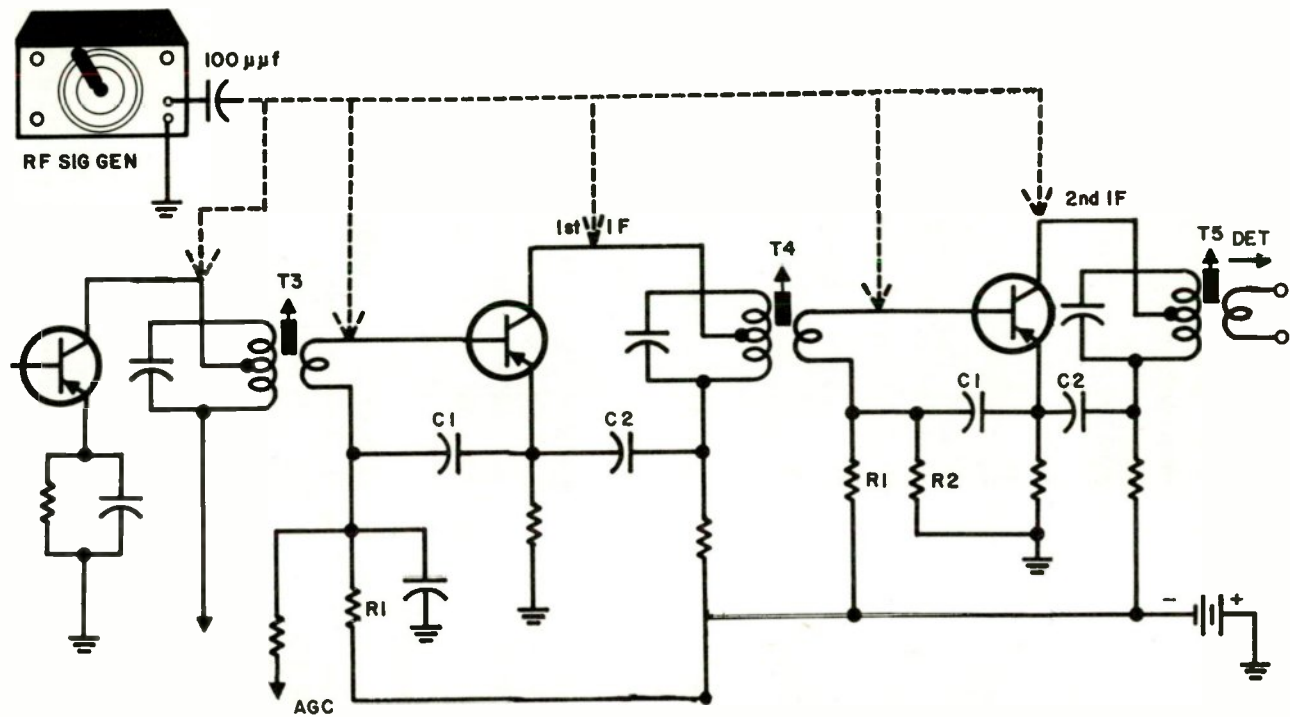 100 µµf
RF SIG GEN
1st IF
2nd IF
T3
T4
T5
DET
C1
C2
C1
C2
R1
R2
R1
AGC
- +